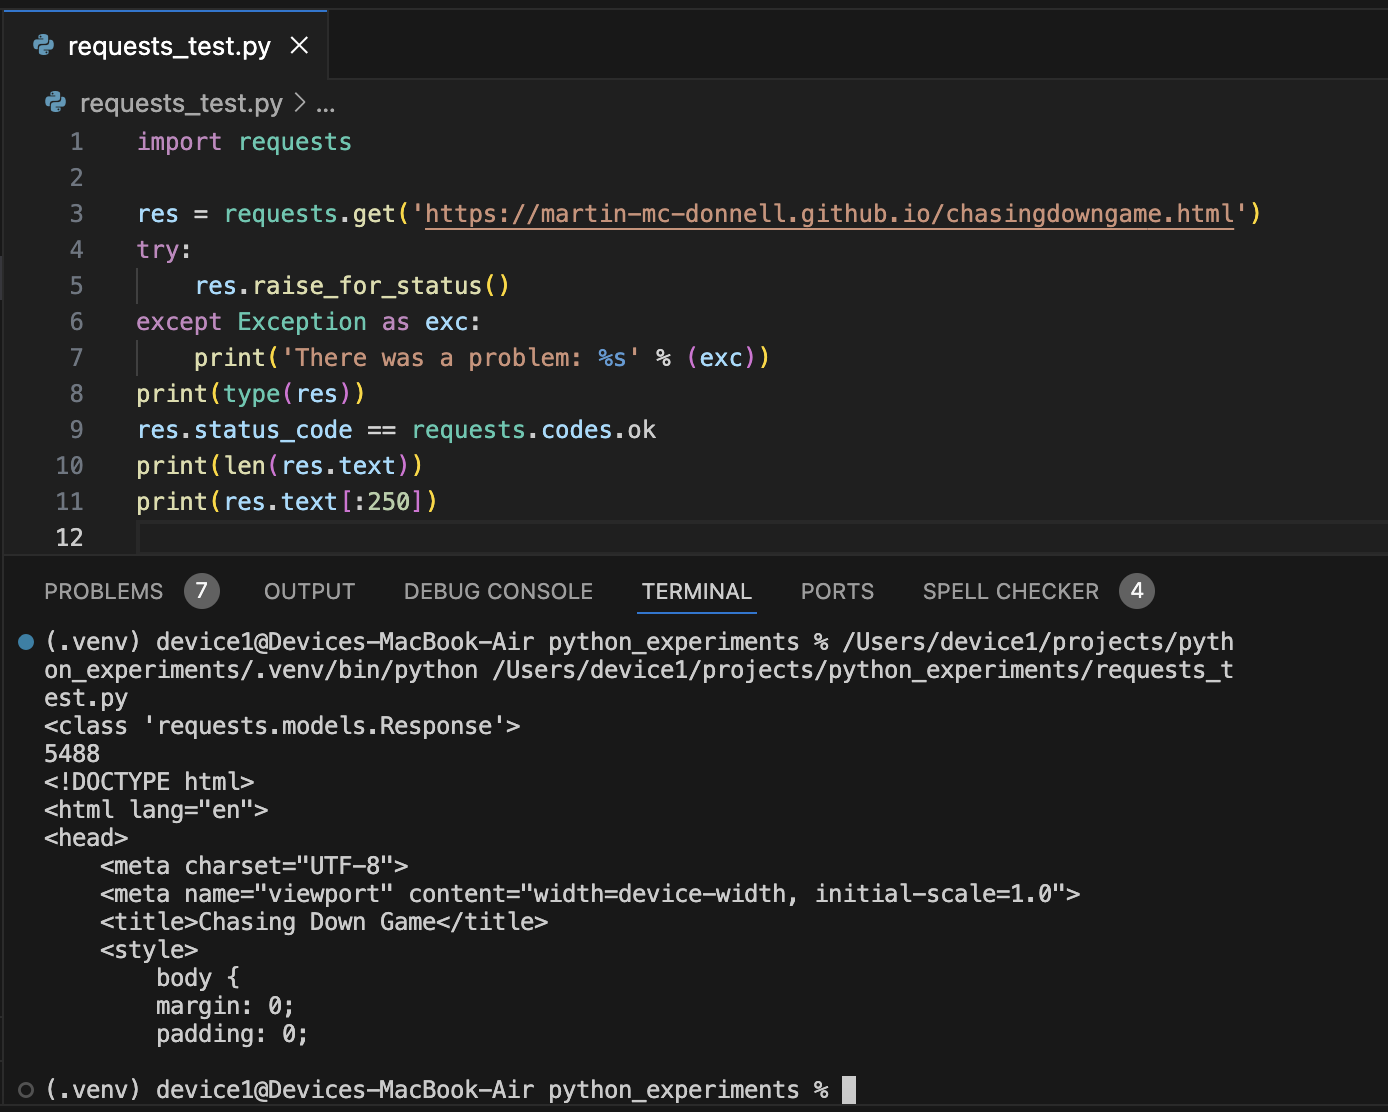 requests_test.py
requests_test.py > ...
1 import requests
2
3 res = requests.get('https://martin-mc-donnell.github.io/chasingdowngame.html')
4 try:
5     res.raise_for_status()
6 except Exception as exc:
7     print('There was a problem: %s' % (exc))
8 print(type(res))
9 res.status_code == requests.codes.ok
10 print(len(res.text))
11 print(res.text[:250])
12
PROBLEMS 7 OUTPUT DEBUG CONSOLE TERMINAL PORTS SPELL CHECKER 4
(.venv) device1@Devices-MacBook-Air python_experiments % /Users/device1/projects/pyth
on_experiments/.venv/bin/python /Users/device1/projects/python_experiments/requests_t
est.py
<class 'requests.models.Response'>
5488
<!DOCTYPE html>
<html lang="en">
<head>
    <meta charset="UTF-8">
    <meta name="viewport" content="width=device-width, initial-scale=1.0">
    <title>Chasing Down Game</title>
    <style>
        body {
        margin: 0;
        padding: 0;
(.venv) device1@Devices-MacBook-Air python_experiments %